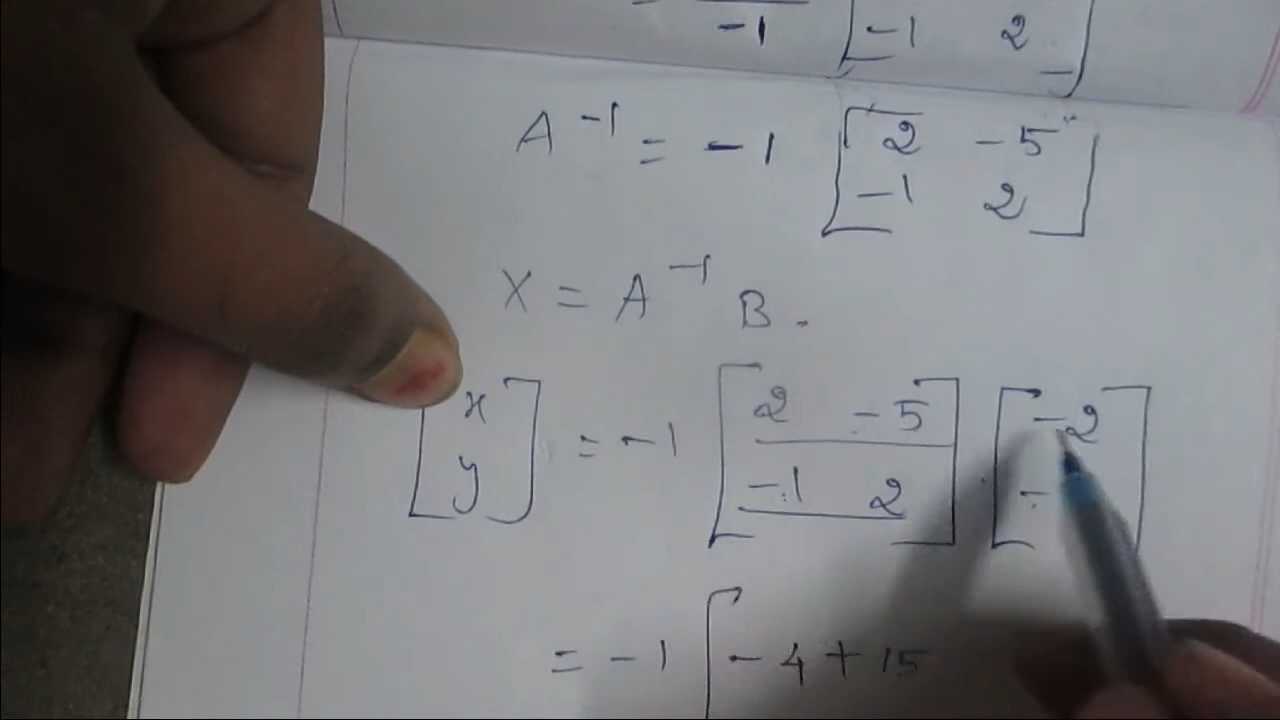 = -1 [ -1 2 ]
A⁻¹ = -1 [ 2 -5
-1 2 ]
X = A⁻¹ B.
[ x y ] = -1 [ 2 -5
-1 2 ] [ -2
- ]
= -1 [ -4 + 15